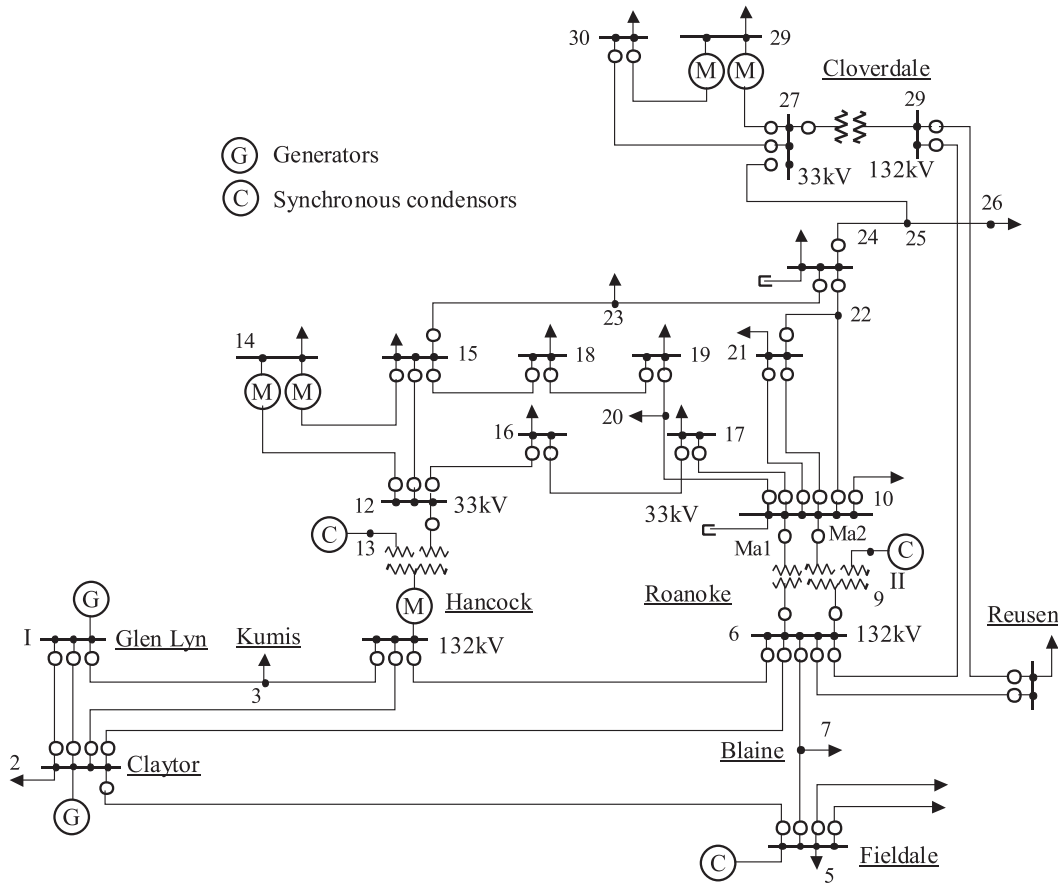 30
29
Cloverdale
M
M
27
29
G
Generators
C
Synchronous condensors
33kV
132kV
26
24
25
22
23
14
15
18
19
21
M
M
20
16
17
12
33kV
33kV
10
C
13
Ma1
Ma2
C
II
G
M
Hancock
Roanoke
9
I
Glen Lyn
Kumis
132kV
6
132kV
Reusen
3
2
Claytor
7
Blaine
G
C
5
Fieldale